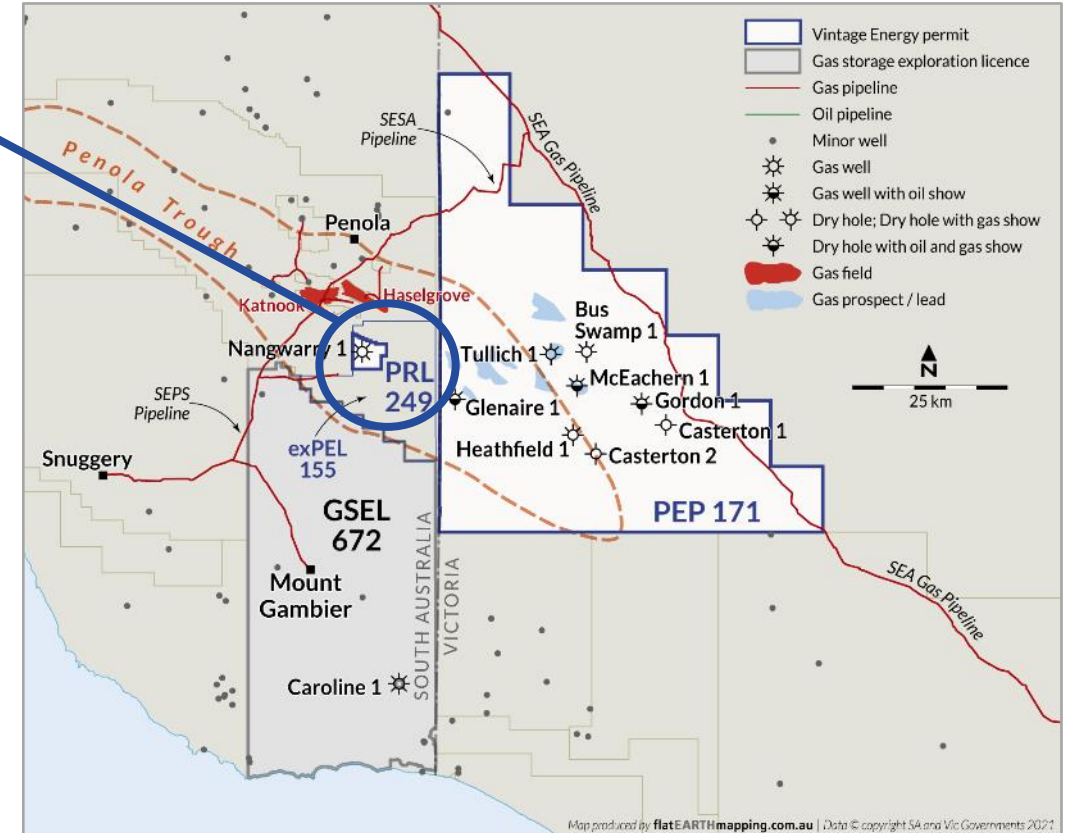 Vintage Energy permit
Gas storage exploration licence
Gas pipeline
Oil pipeline
Minor well
Gas well
Gas well with oil show
Dry hole; Dry hole with gas show
Dry hole with oil and gas show
Gas field
Gas prospect / lead
SESA
Pipeline
SEA Gas Pipeline
Penola Trough
Penola
Katnook
Haselgrove
Bus
Swamp 1
Nangwarry 1
Tullich 1
PRL
249
McEachern 1
N
25 km
Glenaire 1
Gordon 1
SEPS
Pipeline
Casterton 1
exPEL
155
Heathfield 1
Casterton 2
Snuggery
GSEL
672
PEP 171
Mount
Gambier
SOUTH AUSTRALIA
VICTORIA
SEA Gas Pipeline
Caroline 1
Map produced by flatEARTHmapping.com.au | Data © copyright SA and Vic Governments 2021